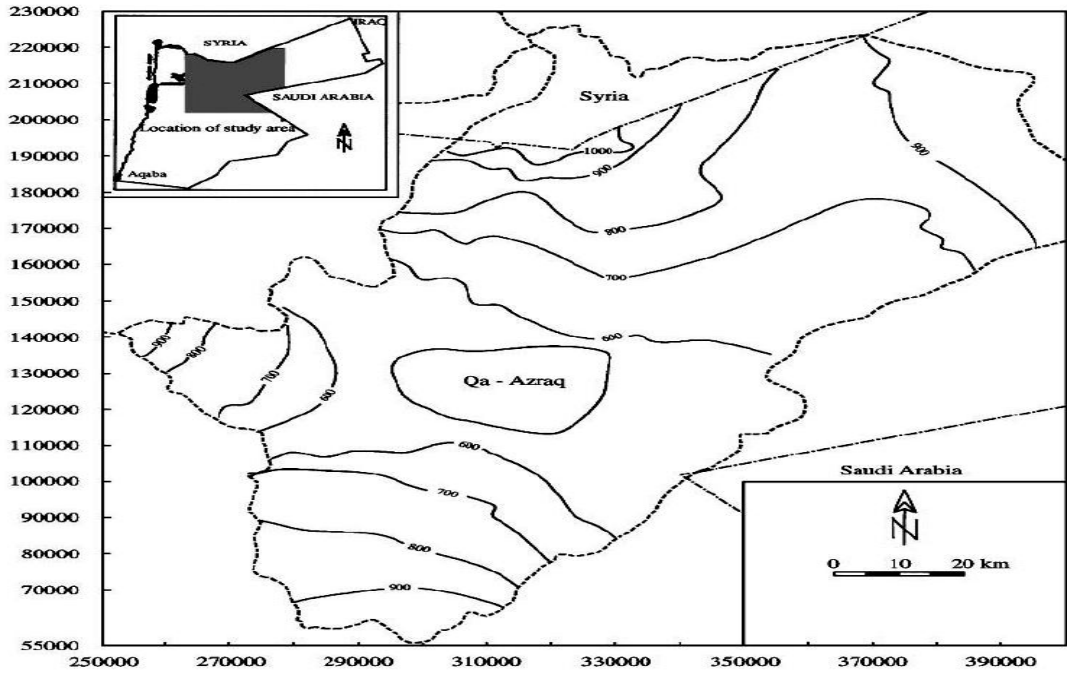 230000
220000
210000
200000
190000
180000
170000
160000
150000
140000
130000
120000
110000
100000
90000
80000
70000
55000
250000 270000 290000 310000 330000 350000 370000 390000
IRAQ
SYRIA
SAUDI ARABIA
Location of study area
N
Aqaba
Syria
1000
900
900
800
700
600
900
800
700
600
Qa - Azraq
600
700
800
900
Saudi Arabia
N
0 10 20 km